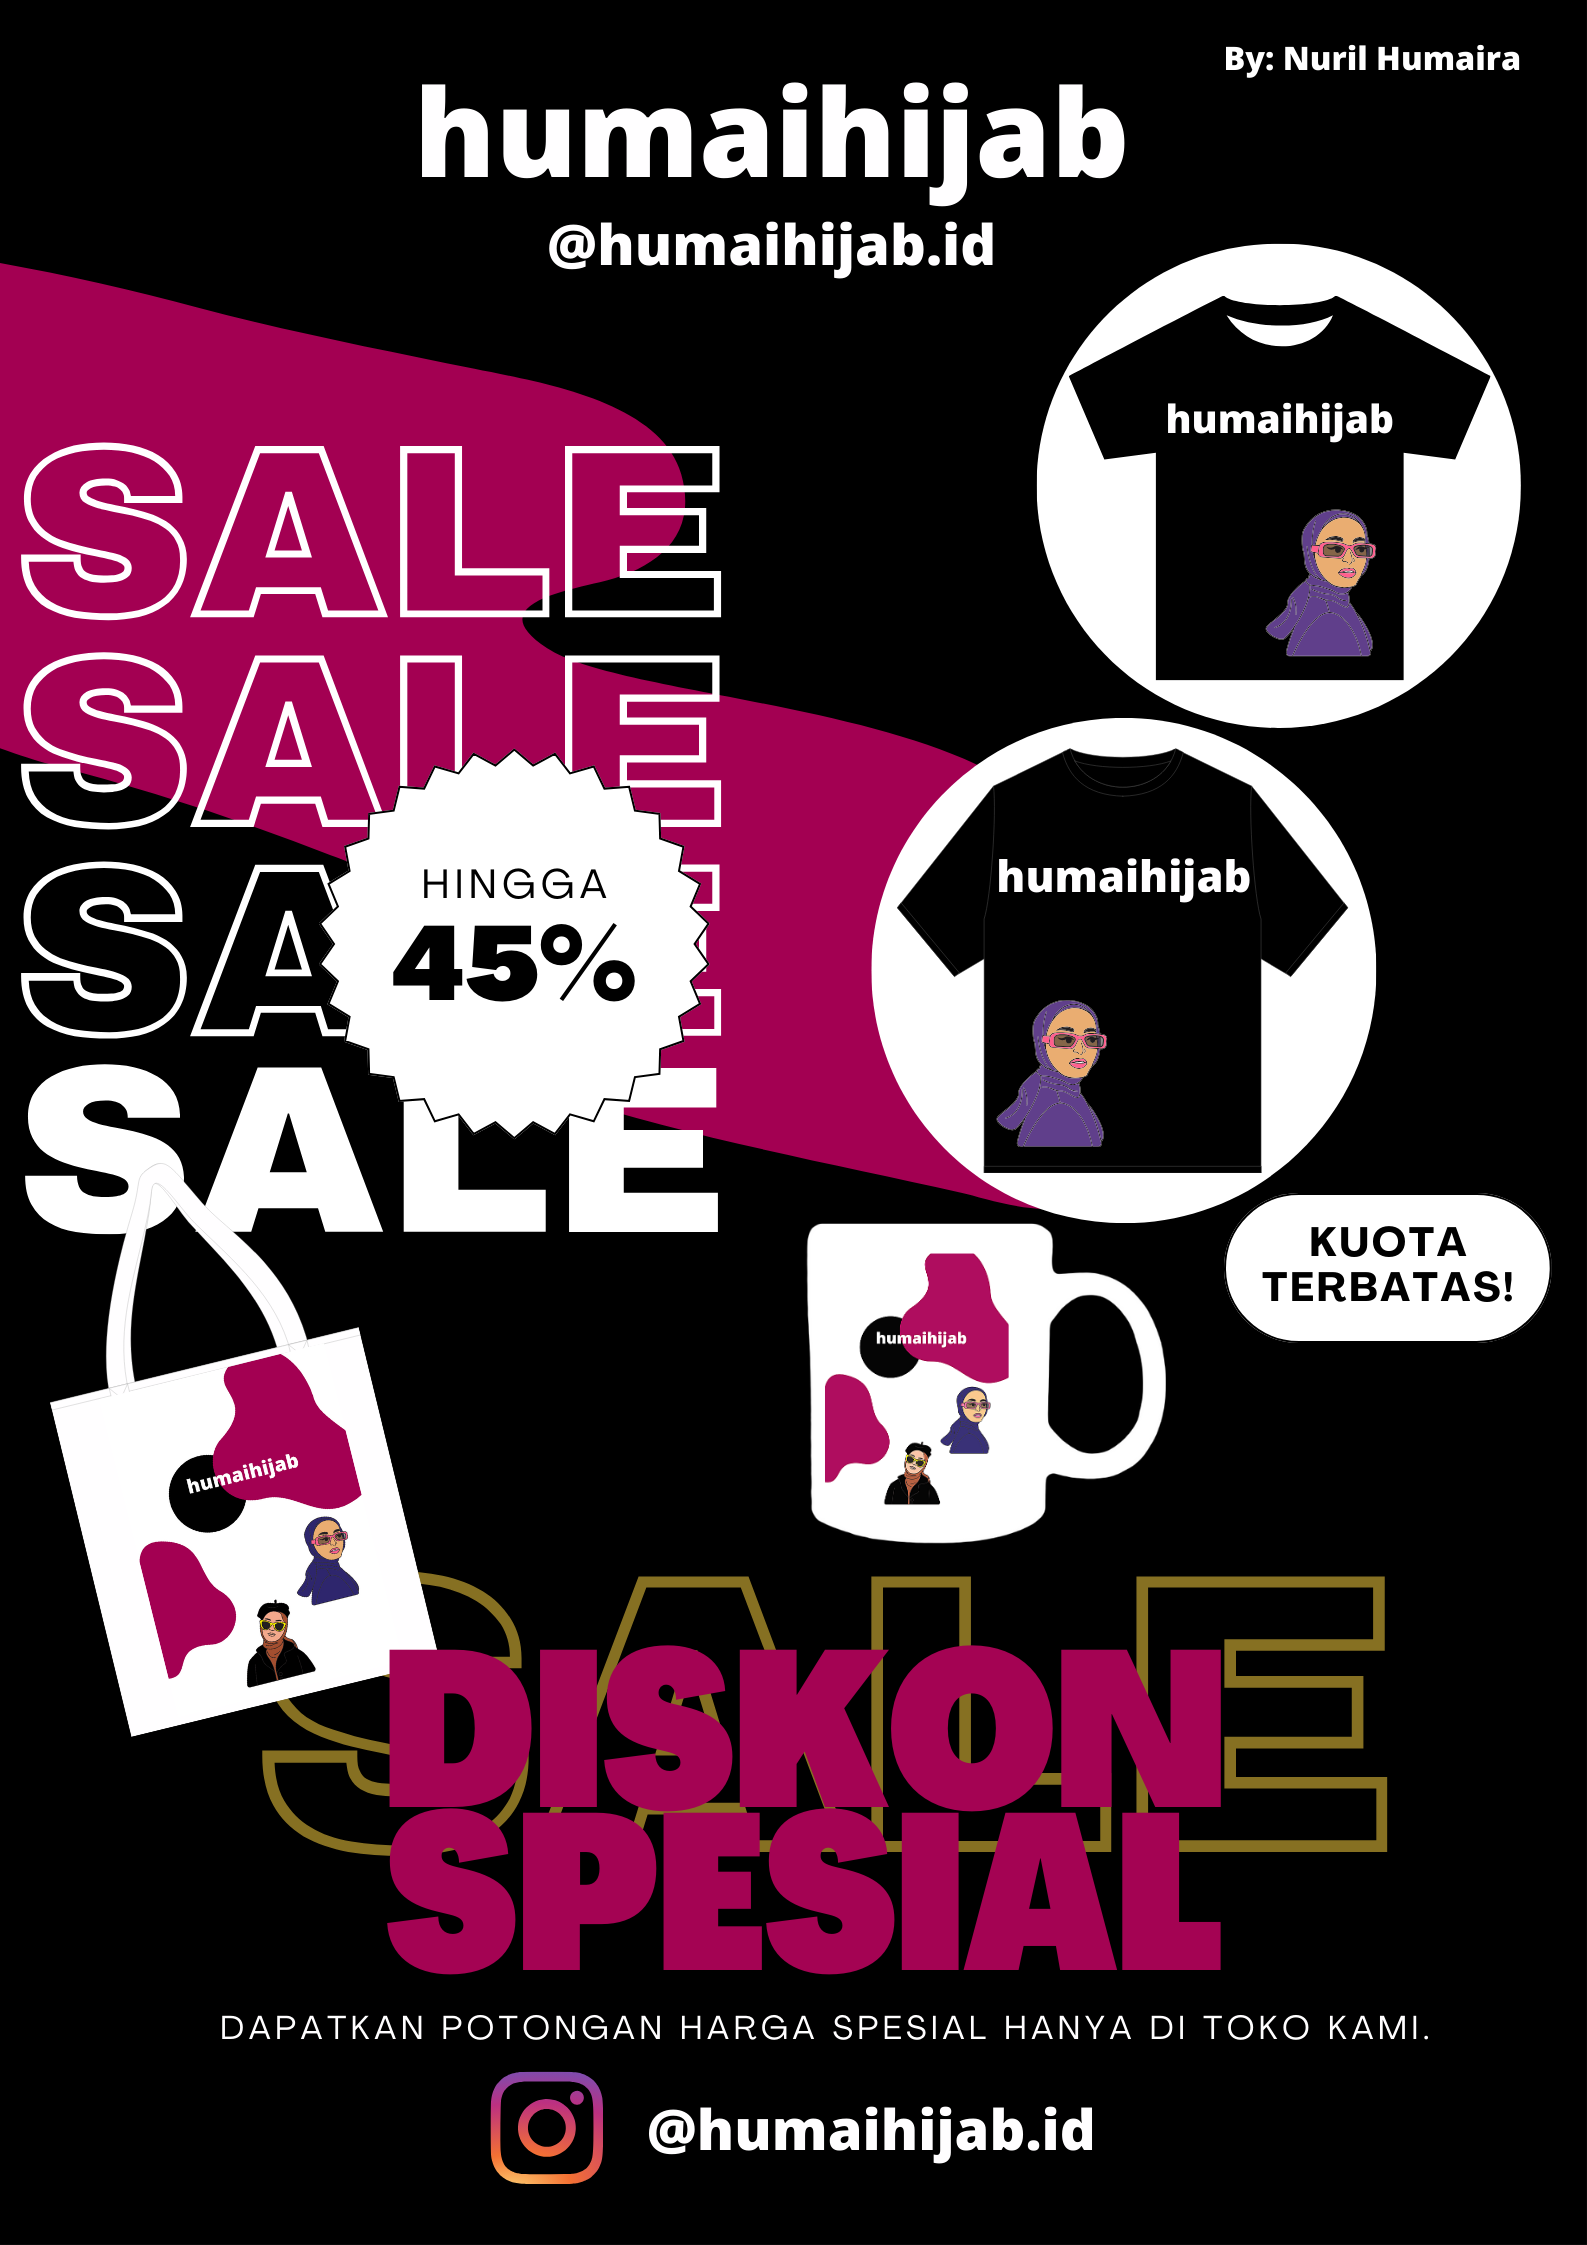 By: Nuril Humaira
humaihijab
@humaihijab.id
humaihijab
SALE
SALE
SALE
SALE
HINGGA
45%
humaihijab
KUOTA
TERBATAS!
humaihijab
humaihijab
SALE
DISKON
SPESIAL
DAPATKAN POTONGAN HARGA SPESIAL HANYA DI TOKO KAMI.
@humaihijab.id